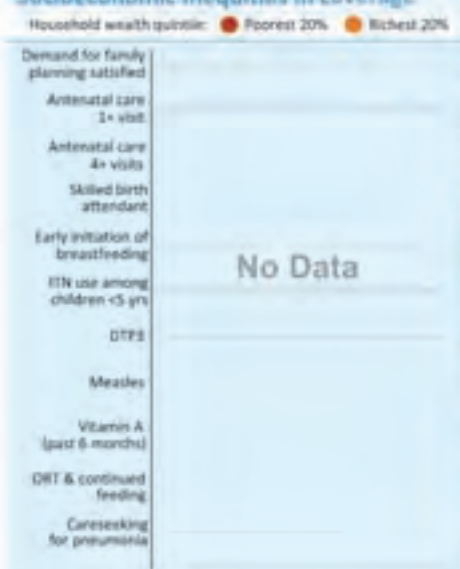 Socioeconomic inequities in coverage
Household wealth quintile: Poorest 20% Richest 20%
Demand for family
planning satisfied
Antenatal care
1+ visit
Antenatal care
4+ visits
Skilled birth
attendant
Early initiation of
breastfeeding
ITN use among
children <5 yrs
No Data
DTP3
Measles
Vitamin A
(past 6 months)
ORT & continued
feeding
Careseeking
for pneumonia